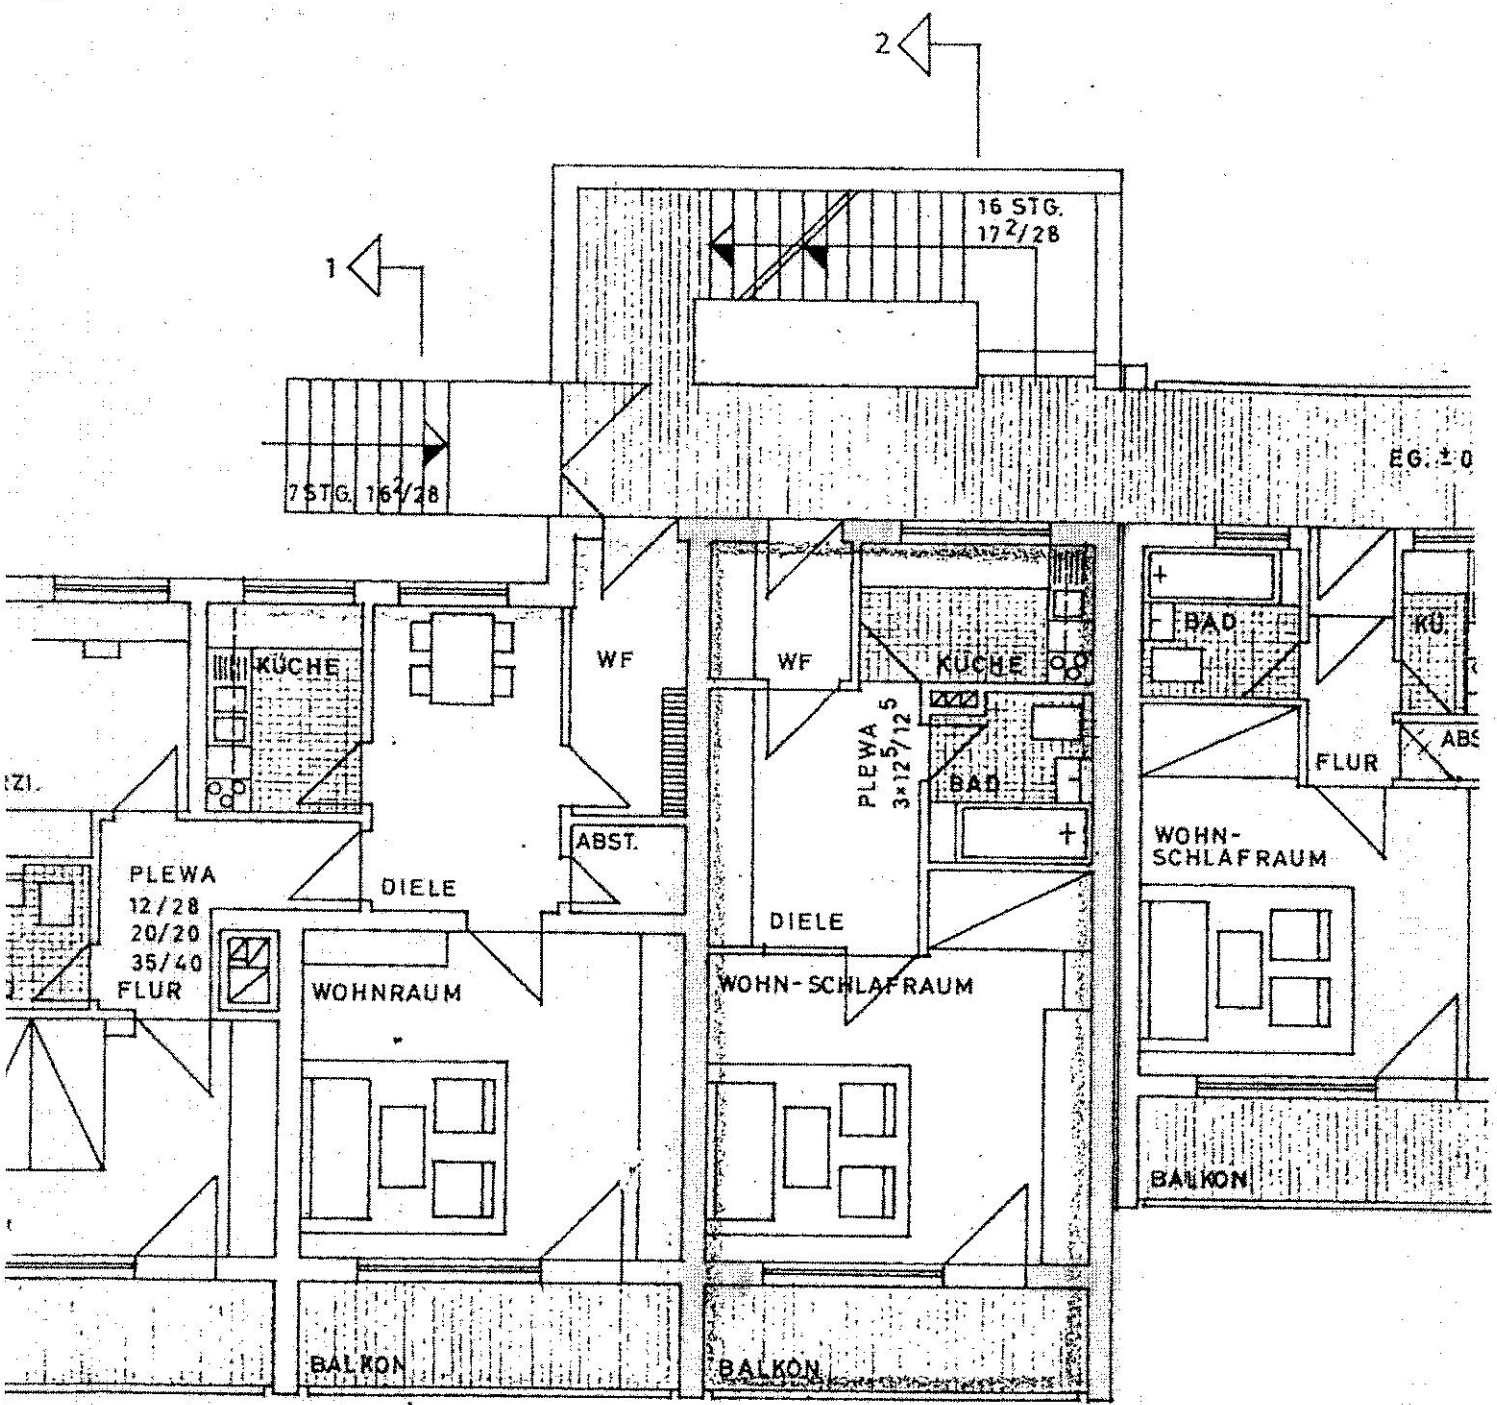 2
16 STG.
17 2/28
1
7 STG. 16 2/28
EG. ± 0
KÜCHE
WF
WF
KÜCHE
BAD
KÜ.
ZI.
PLEWA
12/28
20/20
35/40
FLUR
DIELE
ABST.
PLEWA
3×12 5/12 5
BAD
FLUR
ABS
DIELE
WOHN-
SCHLAFRAUM
WOHNRAUM
WOHN-SCHLAFRAUM
BALKON
BALKON
BALKON